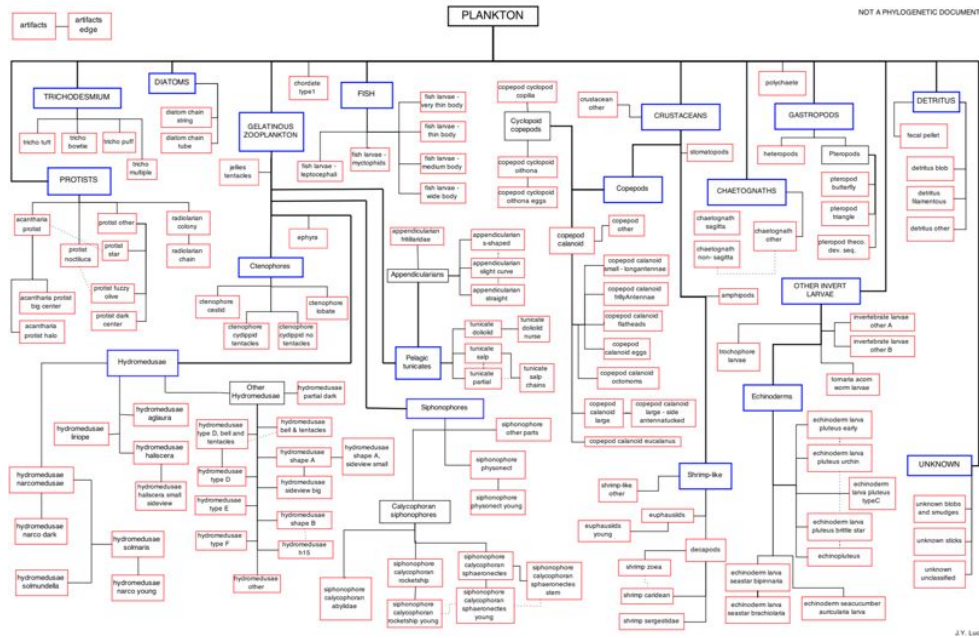 PLANKTON
NOT A PHYLOGENETIC DOCUMENT
artifacts
artifacts
edge
TRICHODESMIUM
tricho tuft
tricho
bowtie
tricho puff
tricho
multiple
DIATOMS
diatom chain
string
diatom chain
tube
PROTISTS
acantharia
protist
protist
noctiluca
protist other
protist
star
radiolarian
colony
radiolarian
chain
protist fuzzy
olive
protist dark
center
acantharia protist
big center
acantharia
protist halo
GELATINOUS
ZOOPLANKTON
jellies
tentacles
ephyra
Ctenophores
ctenophore
cestid
ctenophore
lobate
ctenophore
cydippid
tentacles
ctenophore
cydippid no
tentacles
chordate
type1
FISH
fish larvae -
very thin body
fish larvae -
thin body
fish larvae -
medium body
fish larvae -
wide body
fish larvae -
leptocephali
fish larvae -
myctophids
appendicularian
fritillaridae
Appendicularians
appendicularian
s-shaped
appendicularian
slight curve
appendicularian
straight
Pelagic
tunicates
tunicate
doliolid
tunicate
doliolid
nurse
tunicate
salp
tunicate
partial
tunicate
salp
chains
CRUSTACEANS
crustacean
other
stomatopods
Copepods
copepod cyclopod
copilia
Cyclopoid
copepods
copepod cyclopoid
oithona
copepod cyclopoid
oithona eggs
copepod
calanoid
copepod
other
copepod calanoid
small - longantennae
copepod calanoid
frillyAntennae
copepod calanoid
flatheads
copepod
calanoid eggs
copepod calanoid
octomoms
copepod
calanoid
large
copepod calanoid
large - side
antennatucked
copepod calanoid eucalanus
amphipods
Shrimp-like
shrimp-like
other
euphausiids
euphausiids
young
decapods
shrimp zoea
shrimp caridean
shrimp sergestidae
polychaete
GASTROPODS
heteropods
Pteropods
pteropod
butterfly
pteropod
triangle
pteropod theco.
dev. seq.
CHAETOGNATHS
chaetognath
sagitta
chaetognath
other
chaetognath
non- sagitta
DETRITUS
fecal pellet
detritus blob
detritus
filamentous
detritus other
OTHER INVERT
LARVAE
invertebrate larvae
other A
invertebrate larvae
other B
trochophore
larvae
tornaria acorn
worm larvae
Echinoderms
echinoderm larva
pluteus early
echinoderm larva
pluteus urchin
echinoderm
larva pluteus
typeC
echinoderm larva
pluteus brittle star
echinopluteus
echinoderm larva
seastar bipinnaria
echinoderm larva
seastar brachiolaria
echinoderm seacucumber
auricularia larva
UNKNOWN
unknown blobs
and smudges
unknown sticks
unknown
unclassified
Hydromedusae
hydromedusae
aglaura
hydromedusae
liriope
hydromedusae
haliscera
hydromedusae
haliscera small
sideview
hydromedusae
narcomedusae
hydromedusae
narco dark
hydromedusae
solmaris
hydromedusae
solmundella
hydromedusae
narco young
Other
Hydromedusae
hydromedusae
partial dark
hydromedusae
type D, bell and
tentacles
hydromedusae
bell & tentacles
hydromedusae
shape A
hydromedusae
shape A,
sideview small
hydromedusae
type D
hydromedusae
sideview big
hydromedusae
type E
hydromedusae
shape B
hydromedusae
type F
hydromedusae
h15
hydromedusae
other
Siphonophores
siphonophore
other parts
siphonophore
physonect
siphonophore
physonect young
Calycophoran
siphonophores
siphonophore
calycophoran
abylidae
siphonophore
calycophoran
rocketship
siphonophore
calycophoran
rocketship young
siphonophore
calycophoran
sphaeronectes
siphonophore
calycophoran
sphaeronectes
stem
siphonophore
calycophoran
sphaeronectes
young